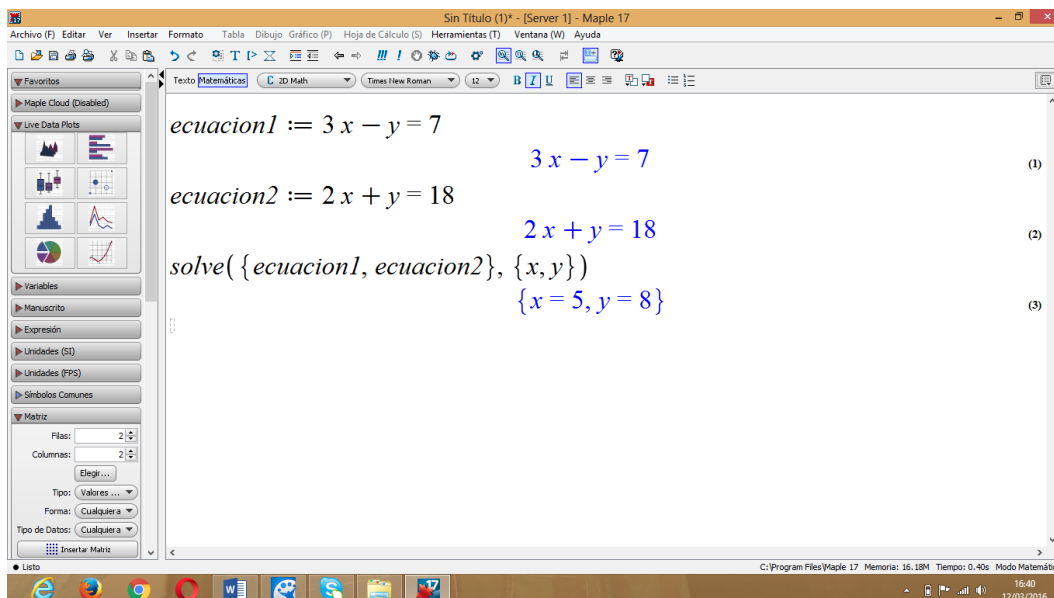 Sin Título (1)* - [Server 1] - Maple 17
Archivo (F) Editar Ver Insertar Formato Tabla Dibujo Gráfico (P) Hoja de Cálculo (S) Herramientas (T) Ventana (W) Ayuda
Texto Matemáticas C 2D Math Times New Roman 12 B I U
Favoritos
Maple Cloud (Disabled)
Live Data Plots
Variables
Manuscrito
Expresión
Unidades (SI)
Unidades (FPS)
Símbolos Comunes
Matriz
Filas: 2
Columnas: 2
Elegir...
Tipo: Valores ...
Forma: Cualquiera
Tipo de Datos: Cualquiera
Insertar Matriz
ecuacion1 := 3 x − y = 7
3 x − y = 7 (1)
ecuacion2 := 2 x + y = 18
2 x + y = 18 (2)
solve( {ecuacion1, ecuacion2}, {x, y})
{x = 5, y = 8} (3)
Listo
C:\Program Files\Maple 17 Memoria: 16.18M Tiempo: 0.40s Modo Matemáti
16:40
12/03/2016